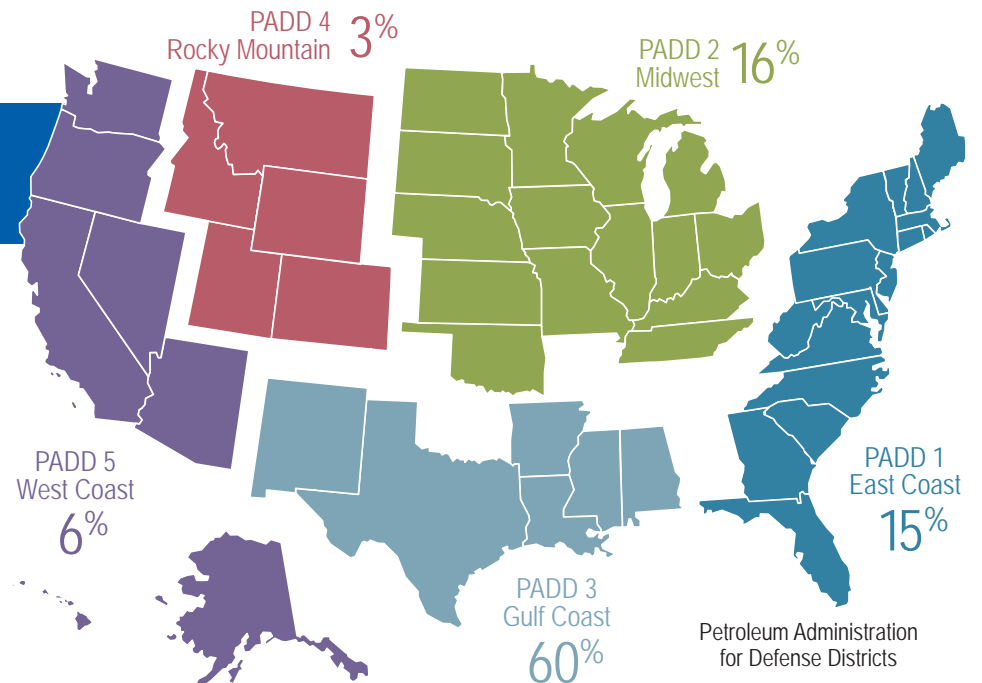 PADD 4
Rocky Mountain 3%
PADD 2
Midwest 16%
PADD 5
West Coast
6%
PADD 1
East Coast
15%
PADD 3
Gulf Coast
60%
Petroleum Administration
for Defense Districts